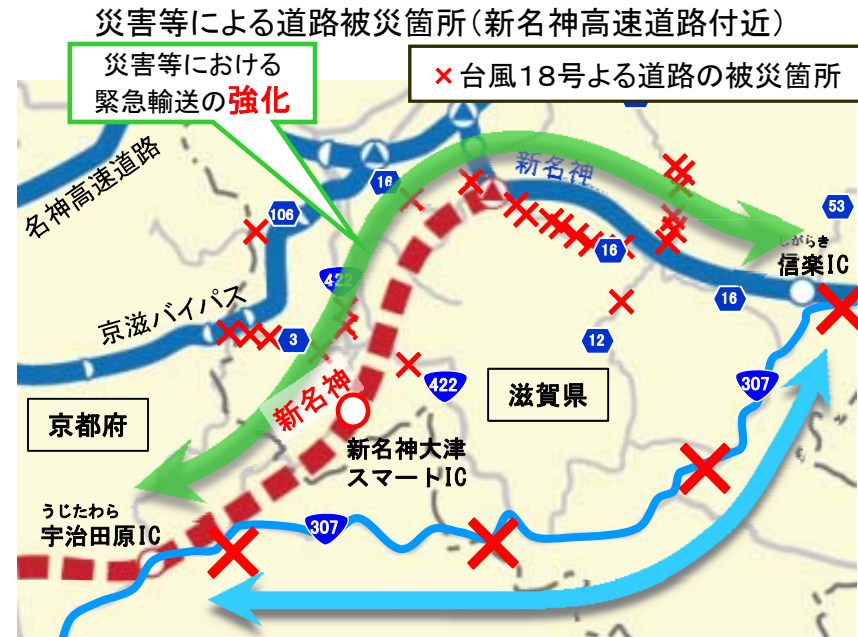 災害等による道路被災箇所(新名神高速道路付近)
災害等における
緊急輸送の強化
×台風18号よる道路の被災箇所
名神高速道路
16
新名神
53
106
がらき
信楽IC
422
16
京滋バイパス
16
3
12
新名神
422
307
滋賀県
京都府
新名神大津
スマートIC
うじたわら
宇治田原IC
307